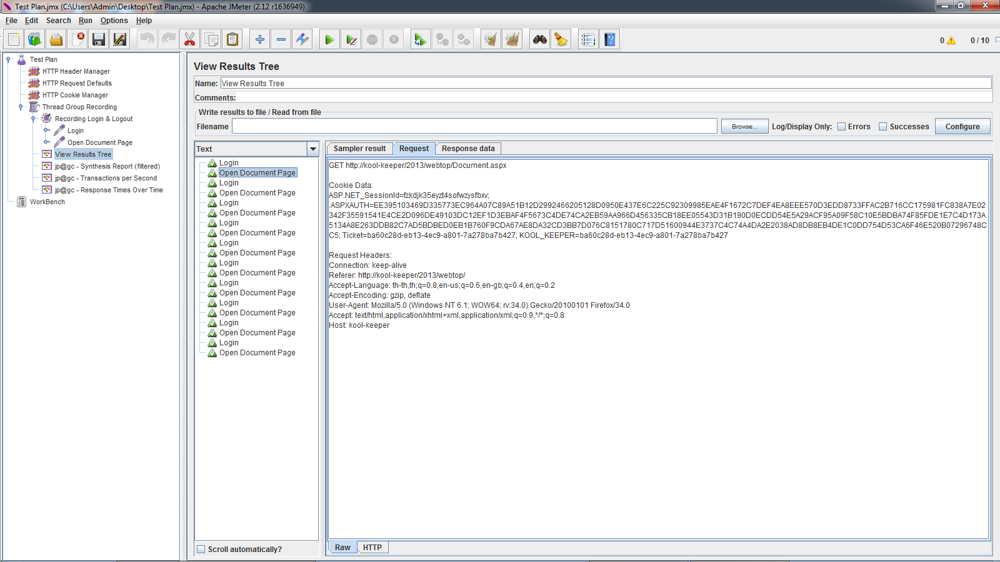 Test Plan.jmx (C:\Users\Admin\Desktop\Test Plan.jmx) - Apache JMeter (2.12 r1636949)
File Edit Search Run Options Help
0 0 / 10
Test Plan
HTTP Header Manager
HTTP Request Defaults
HTTP Cookie Manager
Thread Group Recording
Recording Login & Logout
Login
Open Document Page
View Results Tree
jp@gc - Synthesis Report (filtered)
jp@gc - Transactions per Second
jp@gc - Response Times Over Time
WorkBench
View Results Tree
Name: View Results Tree
Comments:
Write results to file / Read from file
Filename Browse... Log/Display Only: Errors Successes Configure
Text
Login
Open Document Page
Login
Open Document Page
Login
Open Document Page
Login
Open Document Page
Login
Open Document Page
Login
Open Document Page
Login
Open Document Page
Login
Open Document Page
Login
Open Document Page
Login
Open Document Page
Scroll automatically?
Sampler result Request Response data
GET http://kool-keeper/2013/webtop/Document.aspx
Cookie Data:
ASP.NET_SessionId=fzkdjk35eyzt4sofwzysfbxv;
.ASPXAUTH=EE395103469D335773EC964A07C89A51B12D2992466205128D0950E437E6C225C92309985EAE4F1672C7DEF4EA8EEE570D3EDD8733FFAC2B716CC175981FC838A7E02
342F35591541E4CE2D096DE49103DC12EF1D3EBAF4F5673C4DE74CA2EB59AA966D456335CB18EE05543D31B190D0ECDD54E5A29ACF95A09F58C10E5BDBA74F85FDE1E7C4D173A
5134A8E263DDB82C7AD5BDBED0EB1B760F9CDA67AE8DA32CD3BB7D076C8151780C717D51600944E3737C4C74A4DA2E2038AD8DB8EB4DE1C0DD754D53CA6F46E520B07296748C
C5; Ticket=ba60c28d-eb13-4ec9-a801-7a278ba7b427; KOOL_KEEPER=ba60c28d-eb13-4ec9-a801-7a278ba7b427
Request Headers:
Connection: keep-alive
Referer: http://kool-keeper/2013/webtop/
Accept-Language: th-th,th;q=0.8,en-us;q=0.6,en-gb;q=0.4,en;q=0.2
Accept-Encoding: gzip, deflate
User-Agent: Mozilla/5.0 (Windows NT 6.1; WOW64; rv:34.0) Gecko/20100101 Firefox/34.0
Accept: text/html,application/xhtml+xml,application/xml;q=0.9,*/*;q=0.8
Host: kool-keeper
Raw HTTP